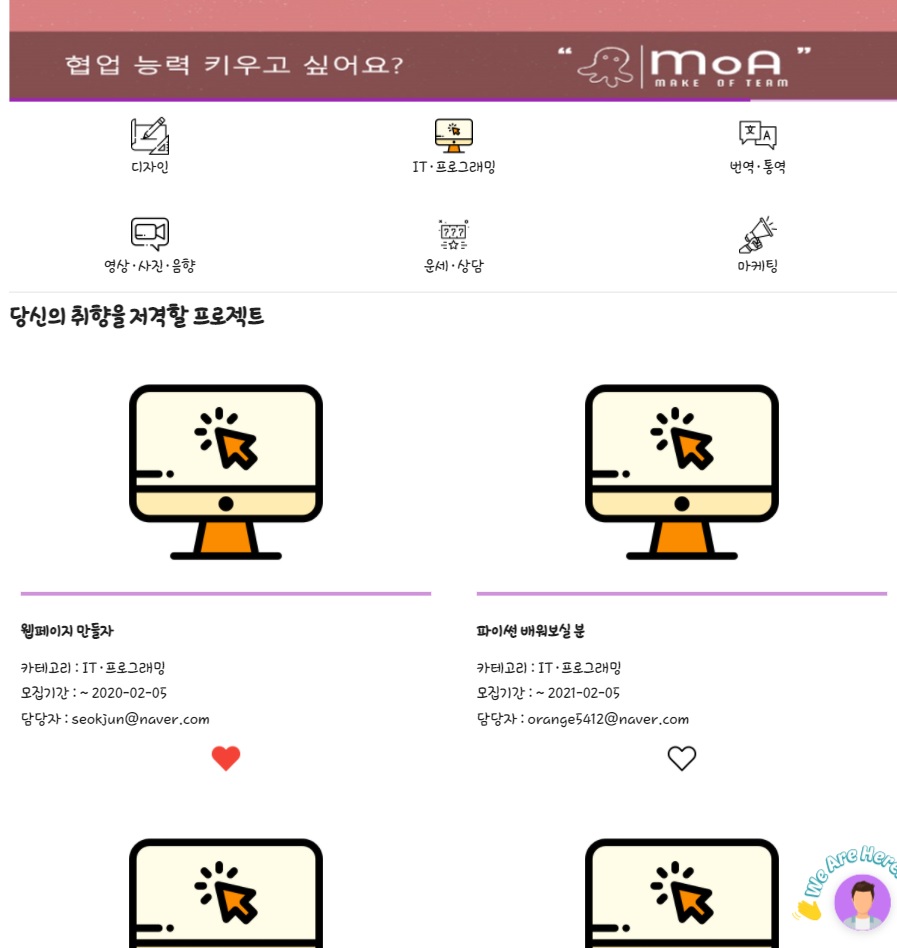 협업 능력 키우고 싶어요?
“ MoA ”
MAKE OF TEAM
디자인
IT·프로그래밍
文 A
번역·통역
영상·사진·음향
???
운세·상담
마케팅
당신의 취향을 저격할 프로젝트
웹페이지 만들자
카테고리 : IT·프로그래밍
모집기간 : ~ 2020-02-05
담당자 : seokjun@naver.com
파이썬 배워보실 분
카테고리 : IT·프로그래밍
모집기간 : ~ 2021-02-05
담당자 : orange5412@naver.com
We Are Here!